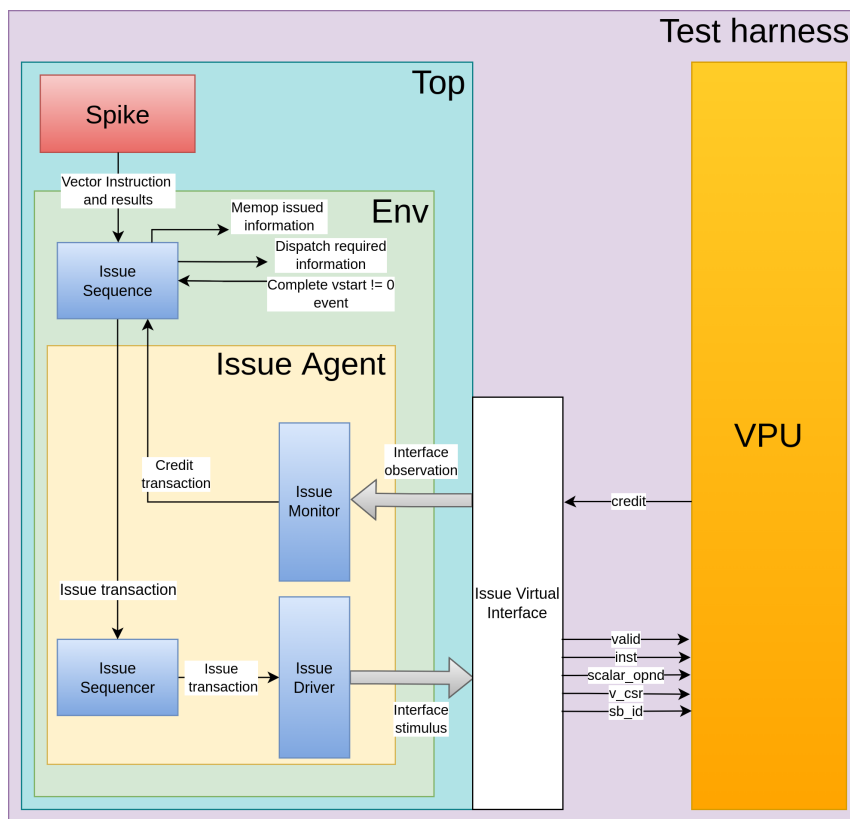 Test harness
Top
Spike
Vector Instruction
and results
Env
Memop issued
information
Dispatch required
information
Complete vstart != 0
event
Issue
Sequence
Issue Agent
Credit
transaction
Issue
Monitor
Interface
observation
Issue Virtual
Interface
credit
VPU
Issue transaction
Issue
Sequencer
Issue
transaction
Issue
Driver
Interface
stimulus
valid
inst
scalar_opnd
v_csr
sb_id